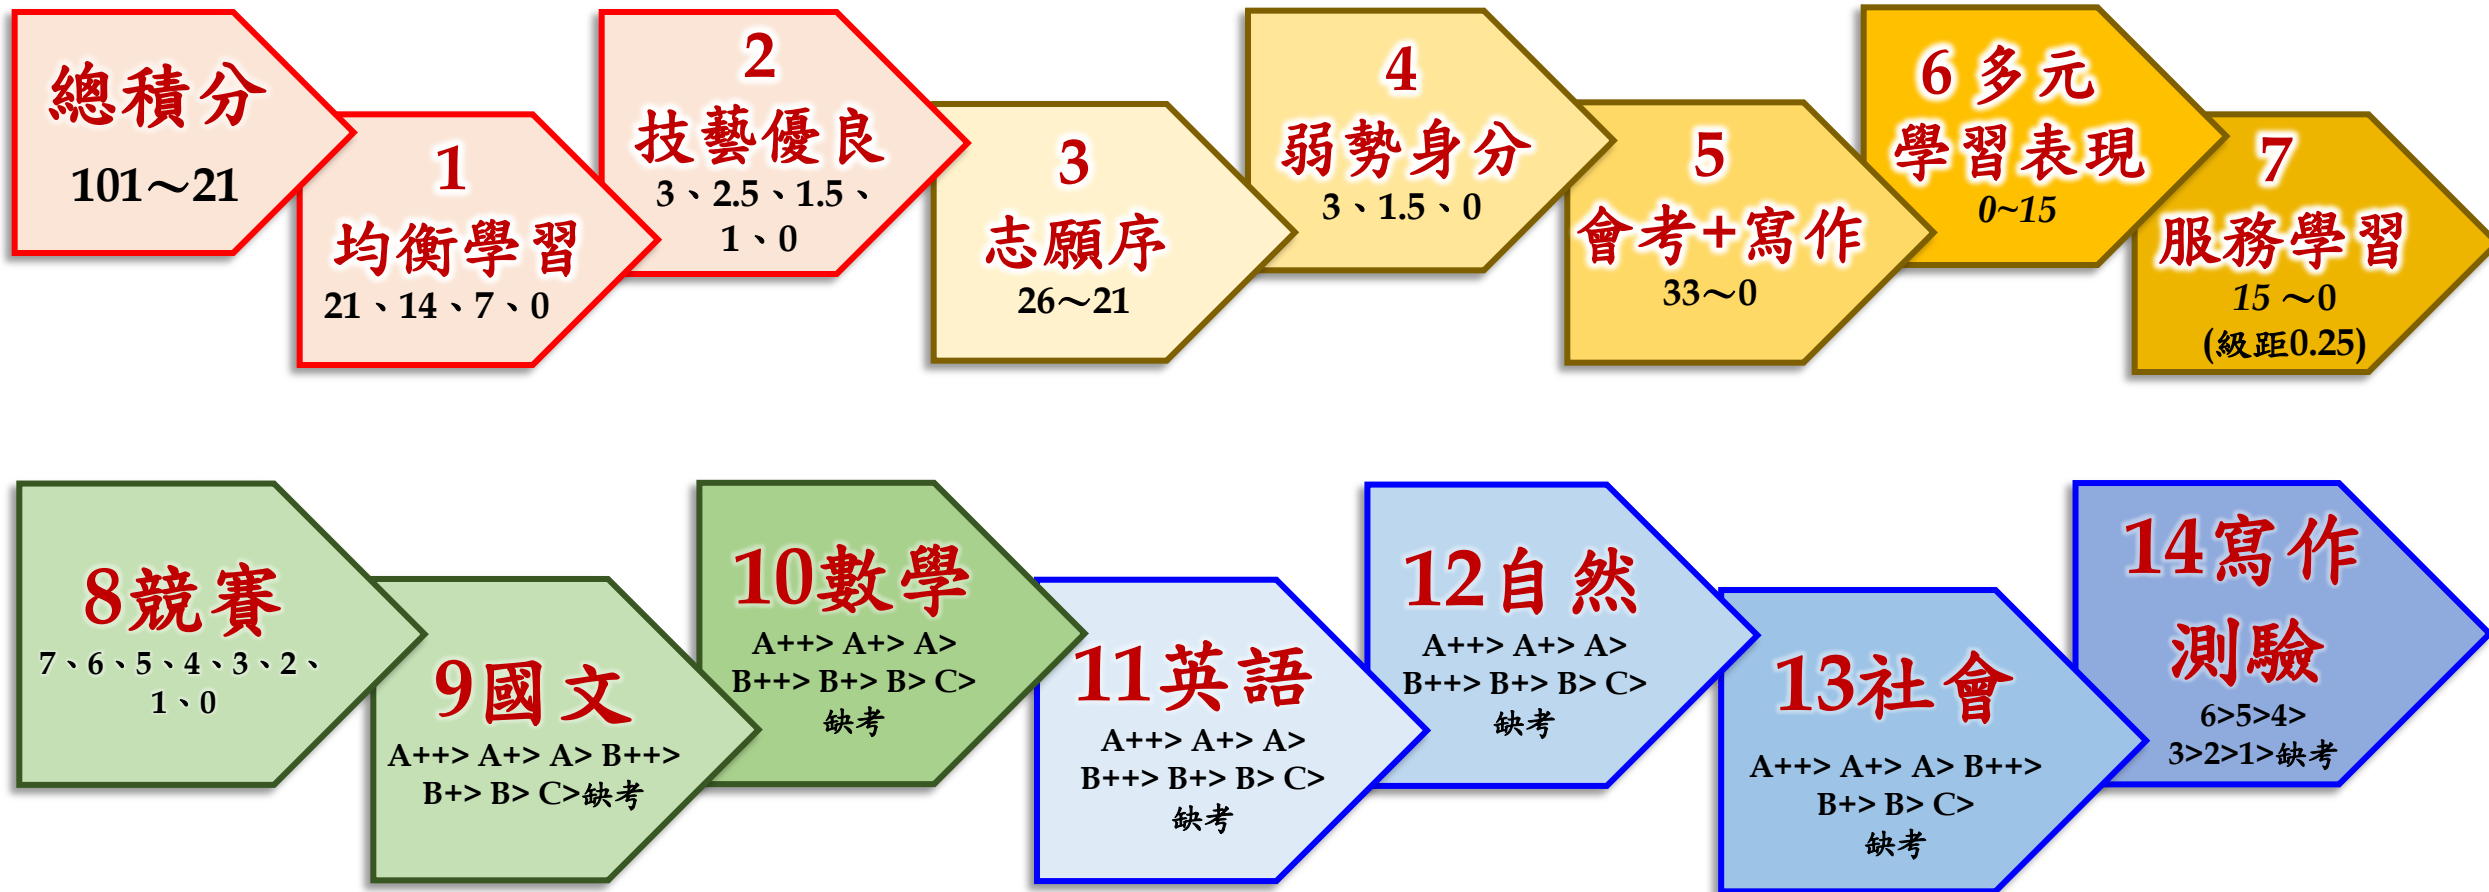 總積分
101～21
1
均衡學習
21、14、7、0
2
技藝優良
3、2.5、1.5、
1、0
3
志願序
26～21
4
弱勢身分
3、1.5、0
5
會考+寫作
33～0
6 多元
學習表現
0~15
7
服務學習
15 ～0
(級距0.25)
8競賽
7、6、5、4、3、2、
1、0
9國文
A++> A+> A> B++>
B+> B> C>缺考
10數學
A++> A+> A>
B++> B+> B> C>
缺考
11英語
A++> A+> A>
B++> B+> B> C>
缺考
12自然
A++> A+> A>
B++> B+> B> C>
缺考
13社會
A++> A+> A> B++>
B+> B> C>
缺考
14寫作
測驗
6>5>4>
3>2>1>缺考